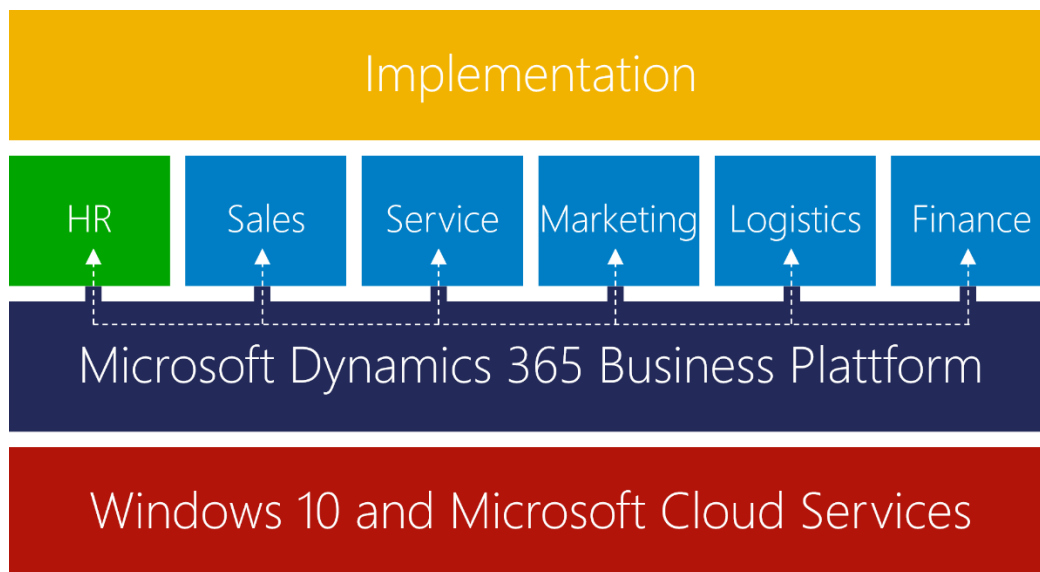 Implementation
HR
Sales
Service
Marketing
Logistics
Finance
Microsoft Dynamics 365 Business Plattform
Windows 10 and Microsoft Cloud Services